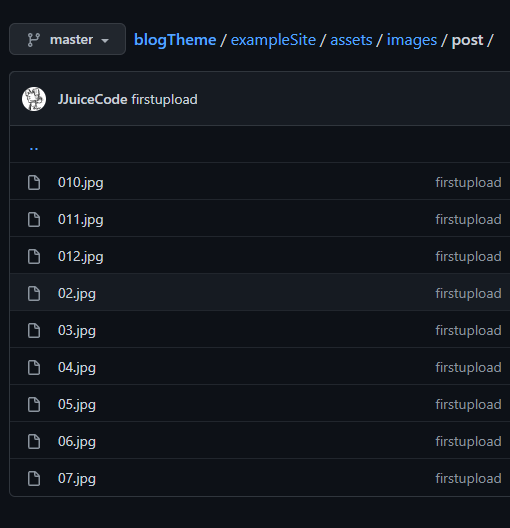 master blogTheme / exampleSite / assets / images / post /
JJuiceCode firstupload
..
010.jpg firstupload
011.jpg firstupload
012.jpg firstupload
02.jpg firstupload
03.jpg firstupload
04.jpg firstupload
05.jpg firstupload
06.jpg firstupload
07.jpg firstupload